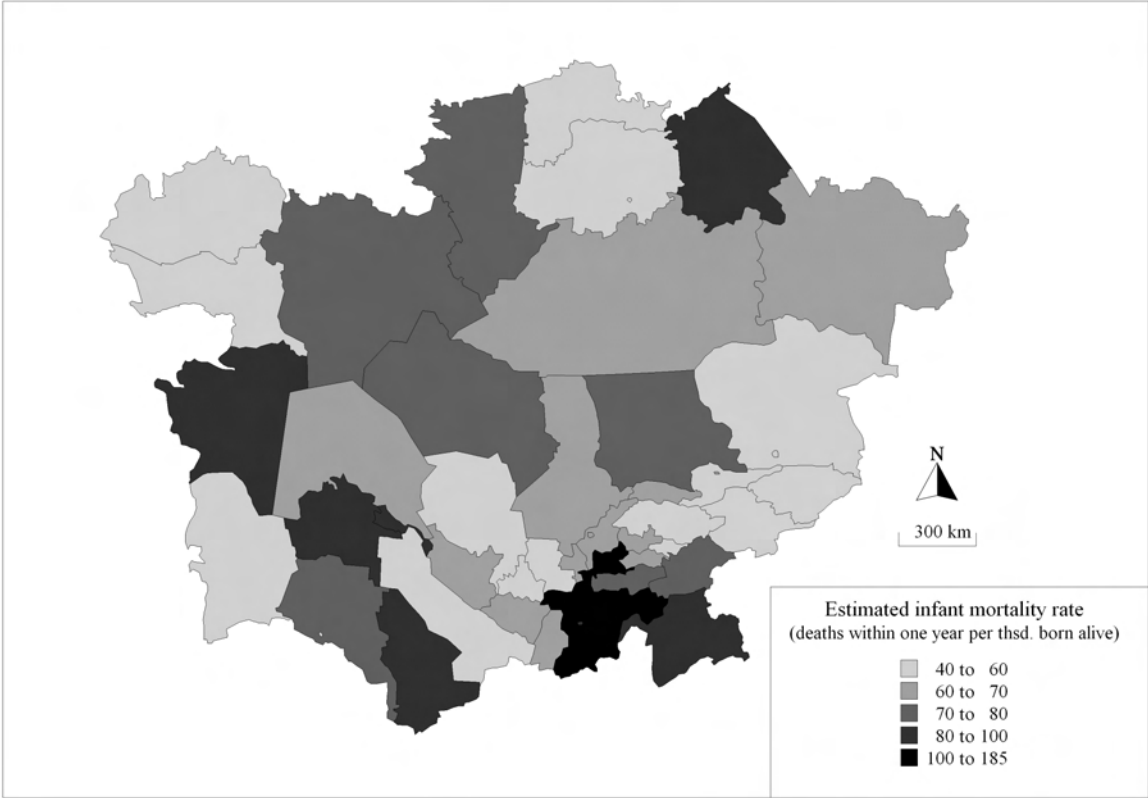 N
300 km
Estimated infant mortality rate
(deaths within one year per thsd. born alive)
40 to 60
60 to 70
70 to 80
80 to 100
100 to 185